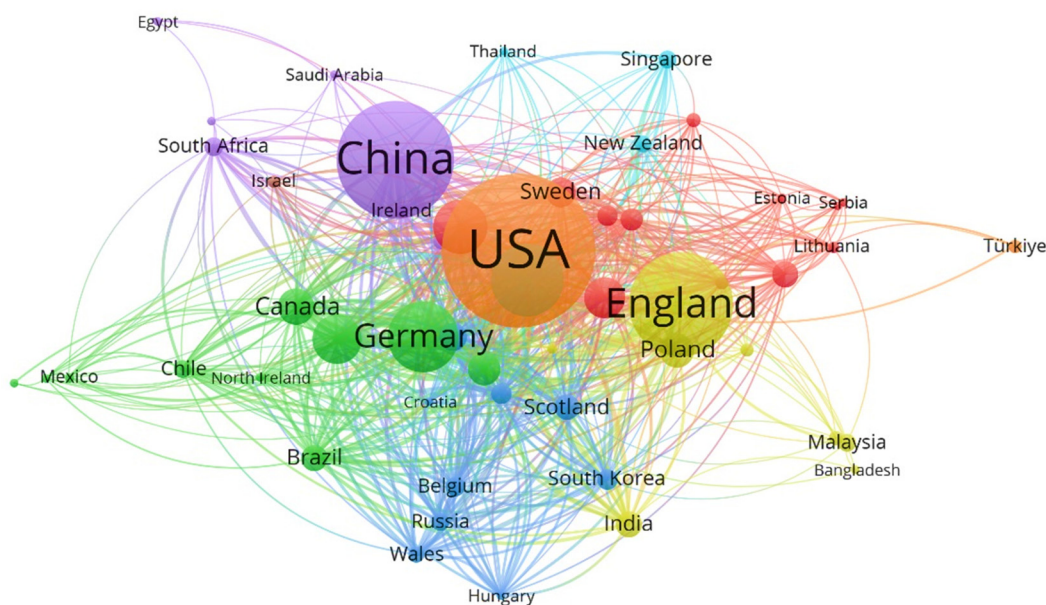 Egypt
Thailand
Singapore
Saudi Arabia
South Africa
New Zealand
China
Israel
Sweden
Estonia
Serbia
Ireland
USA
Lithuania
Türkiye
Canada
England
Germany
Poland
Chile
Mexico
North Ireland
Croatia
Scotland
Malaysia
Brazil
Bangladesh
South Korea
Belgium
Russia
India
Wales
Hungary